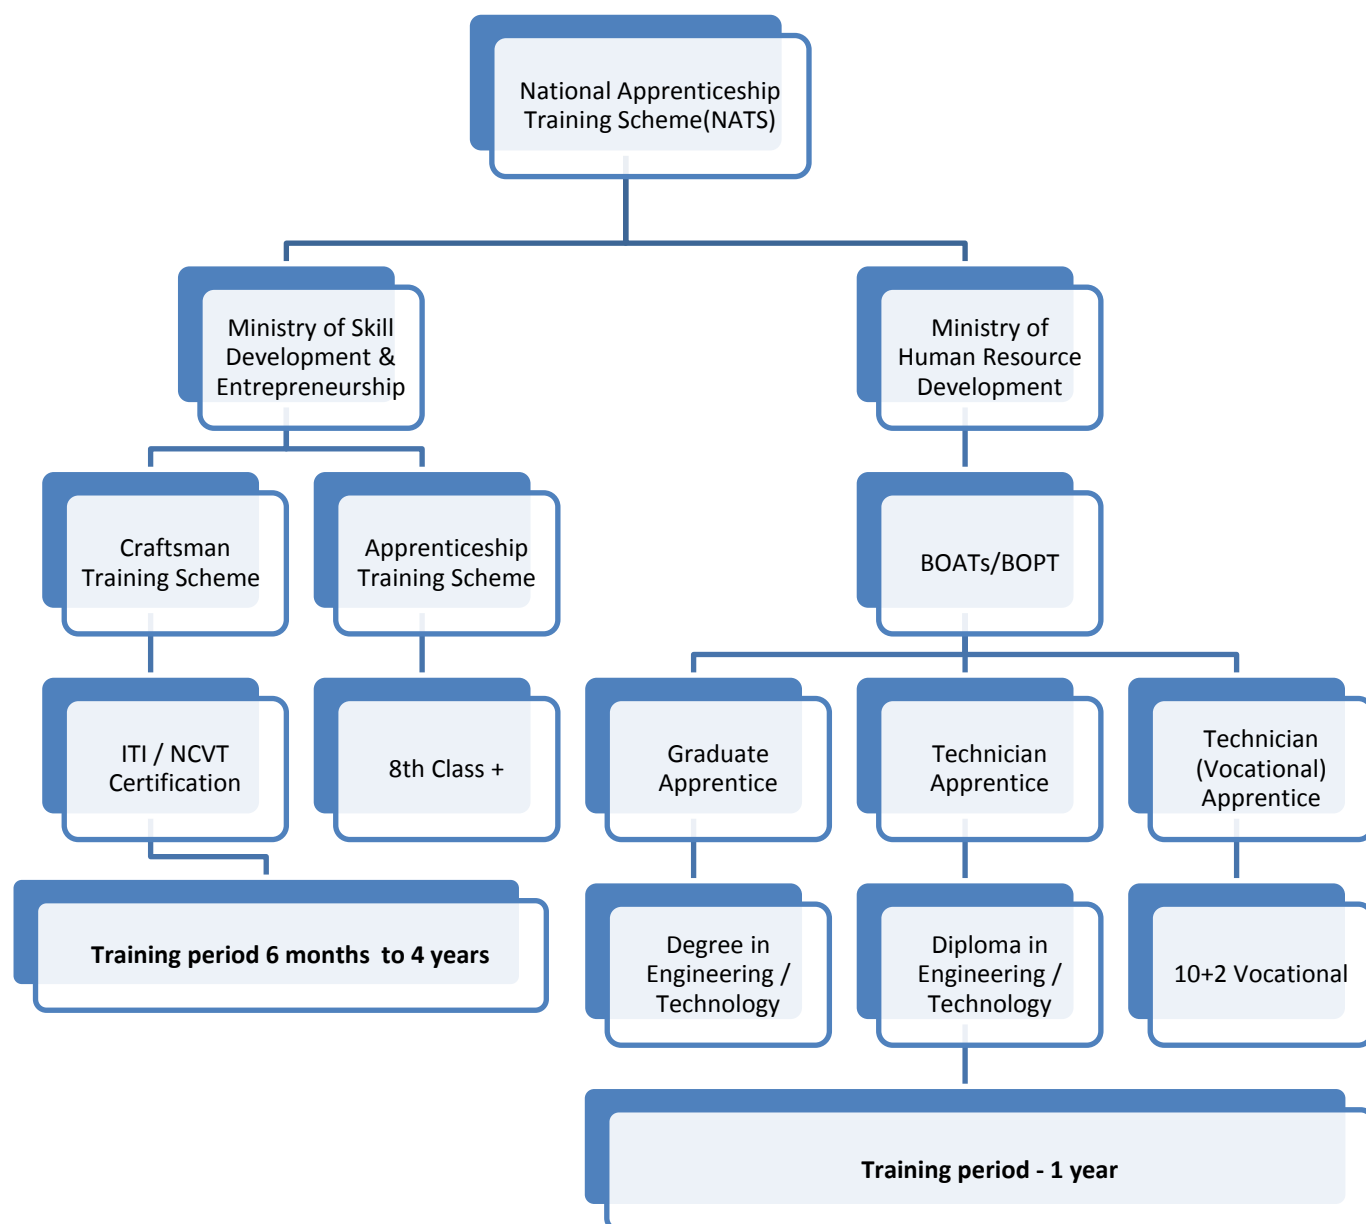 National Apprenticeship
Training Scheme(NATS)
Ministry of Skill
Development &
Entrepreneurship
Ministry of
Human Resource
Development
Craftsman
Training Scheme
Apprenticeship
Training Scheme
BOATs/BOPT
ITI / NCVT
Certification
8th Class +
Graduate
Apprentice
Technician
Apprentice
Technician
(Vocational)
Apprentice
Training period 6 months  to 4 years
Degree in
Engineering /
Technology
Diploma in
Engineering /
Technology
10+2 Vocational
Training period - 1 year